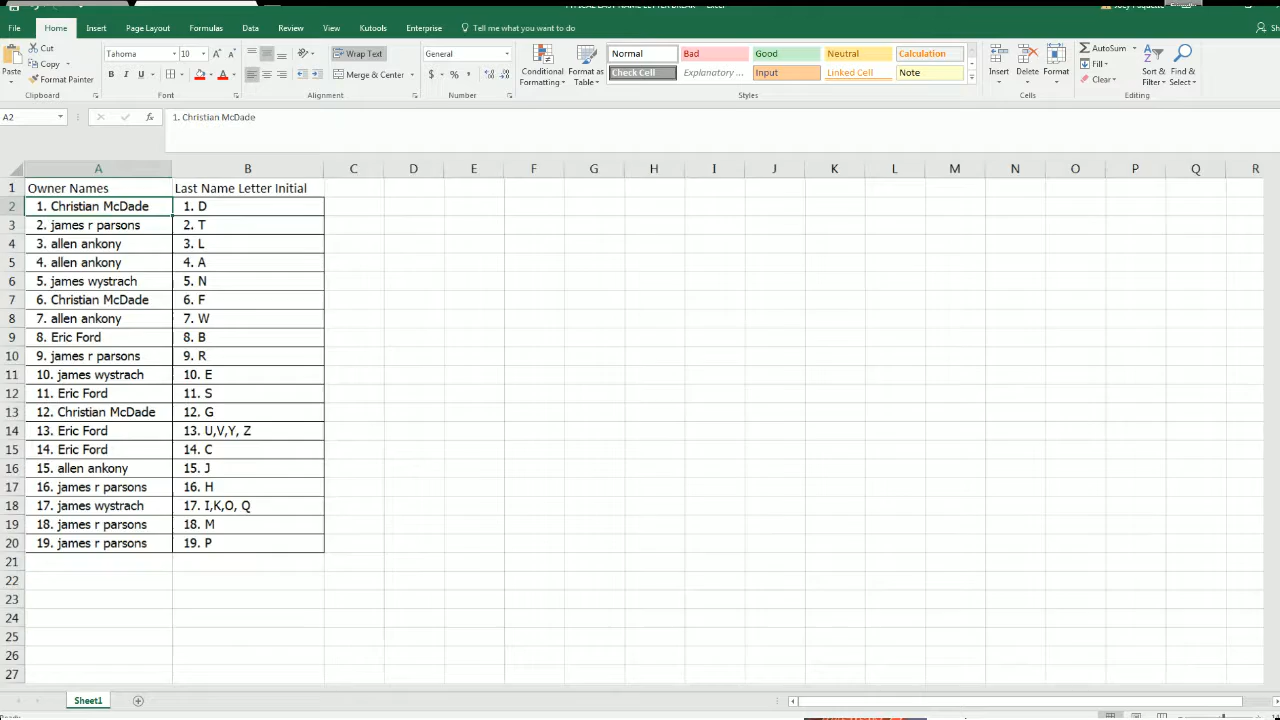 File Home Insert Page Layout Formulas Data Review View Kutools Enterprise Tell me what you want to do
Cut Tahoma 10 Wrap Text General Normal Bad Good Neutral Calculation AutoSum
Copy Fill
Paste Format Painter B I U Merge & Center $ % , Conditional Formatting Format as Table Check Cell Explanatory ... Input Linked Cell Note Insert Delete Format Clear Sort & Filter Find & Select
Clipboard Font Alignment Number Styles Cells Editing
A2 fx 1. Christian McDade
A B C D E F G H I J K L M N O P Q R
1 Owner Names Last Name Letter Initial
2 1. Christian McDade 1. D
3 2. james r parsons 2. T
4 3. allen ankony 3. L
5 4. allen ankony 4. A
6 5. james wystrach 5. N
7 6. Christian McDade 6. F
8 7. allen ankony 7. W
9 8. Eric Ford 8. B
10 9. james r parsons 9. R
11 10. james wystrach 10. E
12 11. Eric Ford 11. S
13 12. Christian McDade 12. G
14 13. Eric Ford 13. U,V,Y, Z
15 14. Eric Ford 14. C
16 15. allen ankony 15. J
17 16. james r parsons 16. H
18 17. james wystrach 17. I,K,O, Q
19 18. james r parsons 18. M
20 19. james r parsons 19. P
21
22
23
24
25
26
27
Sheet1